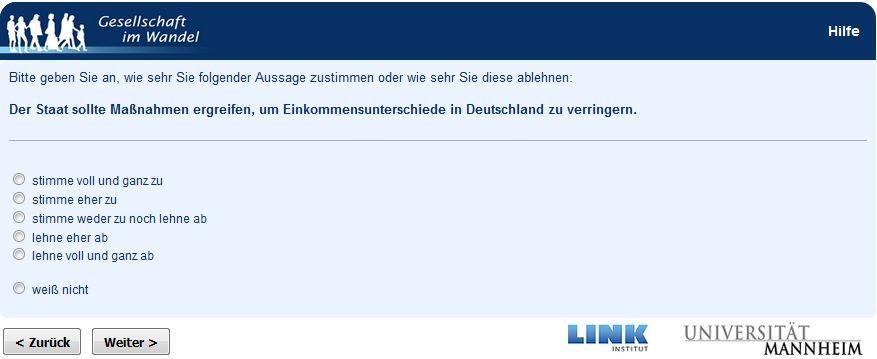 Gesellschaft
im Wandel
Hilfe
Bitte geben Sie an, wie sehr Sie folgender Aussage zustimmen oder wie sehr Sie diese ablehnen:
Der Staat sollte Maßnahmen ergreifen, um Einkommensunterschiede in Deutschland zu verringern.
stimme voll und ganz zu
stimme eher zu
stimme weder zu noch lehne ab
lehne eher ab
lehne voll und ganz ab
weiß nicht
< Zurück
Weiter >
LINK
INSTITUT
UNIVERSITÄT
MANNHEIM